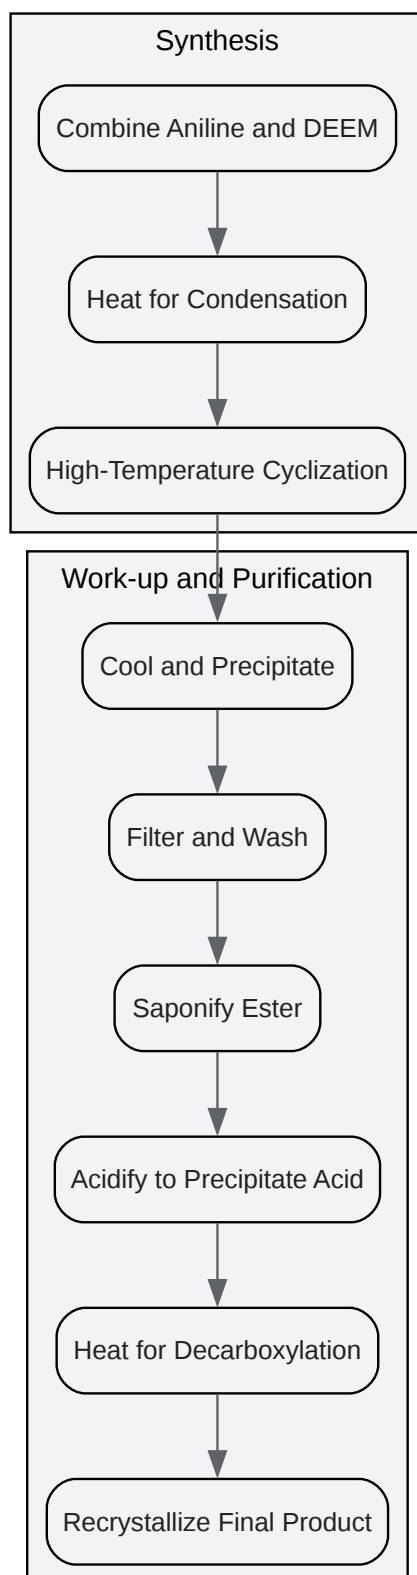 Synthesis
Combine Aniline and DEEM
Heat for Condensation
High-Temperature Cyclization
Work-up and Purification
Cool and Precipitate
Filter and Wash
Saponify Ester
Acidify to Precipitate Acid
Heat for Decarboxylation
Recrystallize Final Product